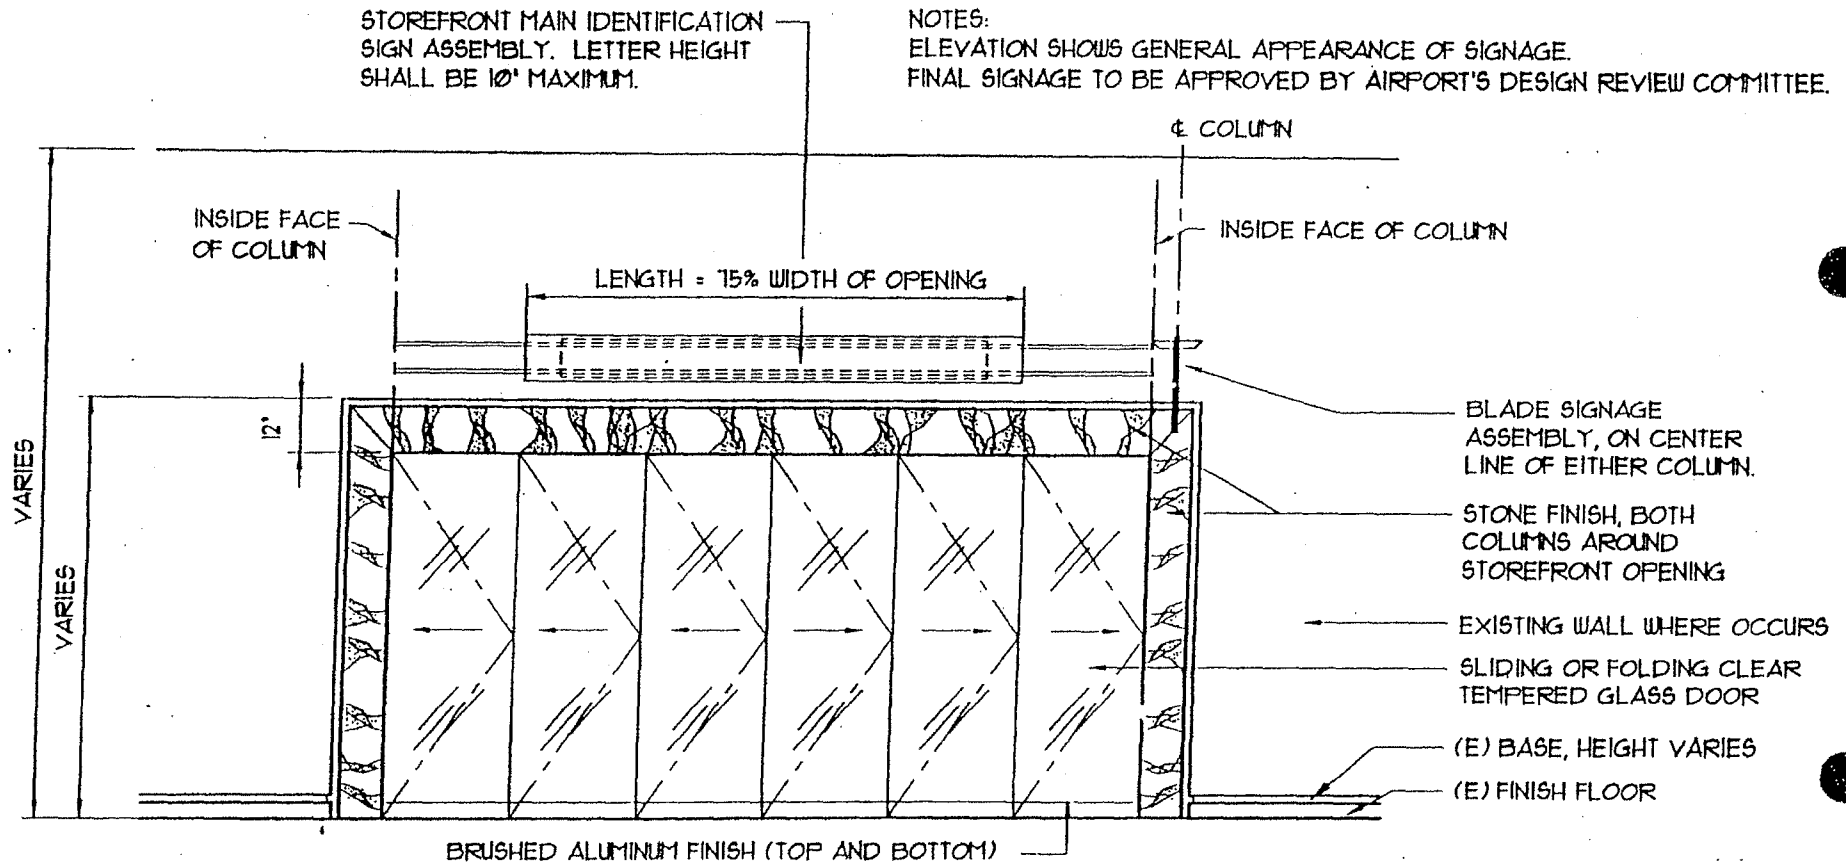 STOREFRONT MAIN IDENTIFICATION
SIGN ASSEMBLY. LETTER HEIGHT
SHALL BE 10" MAXIMUM.
NOTES:
ELEVATION SHOWS GENERAL APPEARANCE OF SIGNAGE.
FINAL SIGNAGE TO BE APPROVED BY AIRPORT'S DESIGN REVIEW COMMITTEE.
℄ COLUMN
INSIDE FACE
OF COLUMN
INSIDE FACE OF COLUMN
LENGTH = 75% WIDTH OF OPENING
12"
VARIES
VARIES
BLADE SIGNAGE
ASSEMBLY, ON CENTER
LINE OF EITHER COLUMN.
STONE FINISH, BOTH
COLUMNS AROUND
STOREFRONT OPENING
EXISTING WALL WHERE OCCURS
SLIDING OR FOLDING CLEAR
TEMPERED GLASS DOOR
(E) BASE, HEIGHT VARIES
(E) FINISH FLOOR
BRUSHED ALUMINUM FINISH (TOP AND BOTTOM)